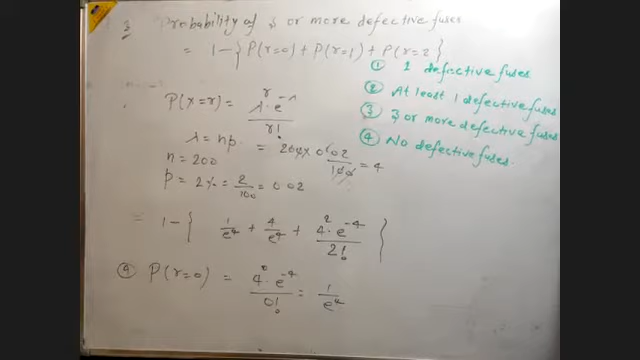 3 Probability of 3 or more defective fuses
= 1 - { P(r=0) + P(r=1) + P(r=2) }
P(x=r) = λ^r · e^-λ / r!
λ = np = 200 × 0.02 / 100 = 4
n = 200
p = 2% = 2/100 = 0.02
= 1 - { 1/e^4 + 4/e^4 + 4^2 · e^-4 / 2! }
④ P(r=0) = 4^0 · e^-4 / 0! = 1/e^4
① 1 defective fuses
② At least 1 defective fuses
③ 3 or more defective fuses
④ No defective fuses.